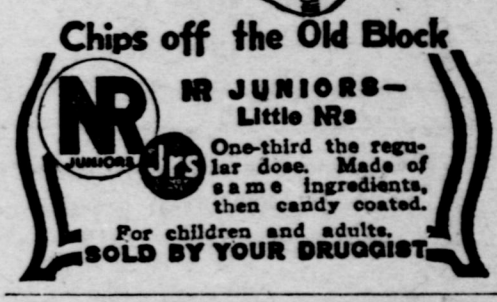 Chips off the Old Block
NR
JUNIORS
Jrs
NR JUNIORS—
Little NRs
One-third the regu-
lar dose. Made of
same ingredients,
then candy coated.
For children and adults.
SOLD BY YOUR DRUGGIST